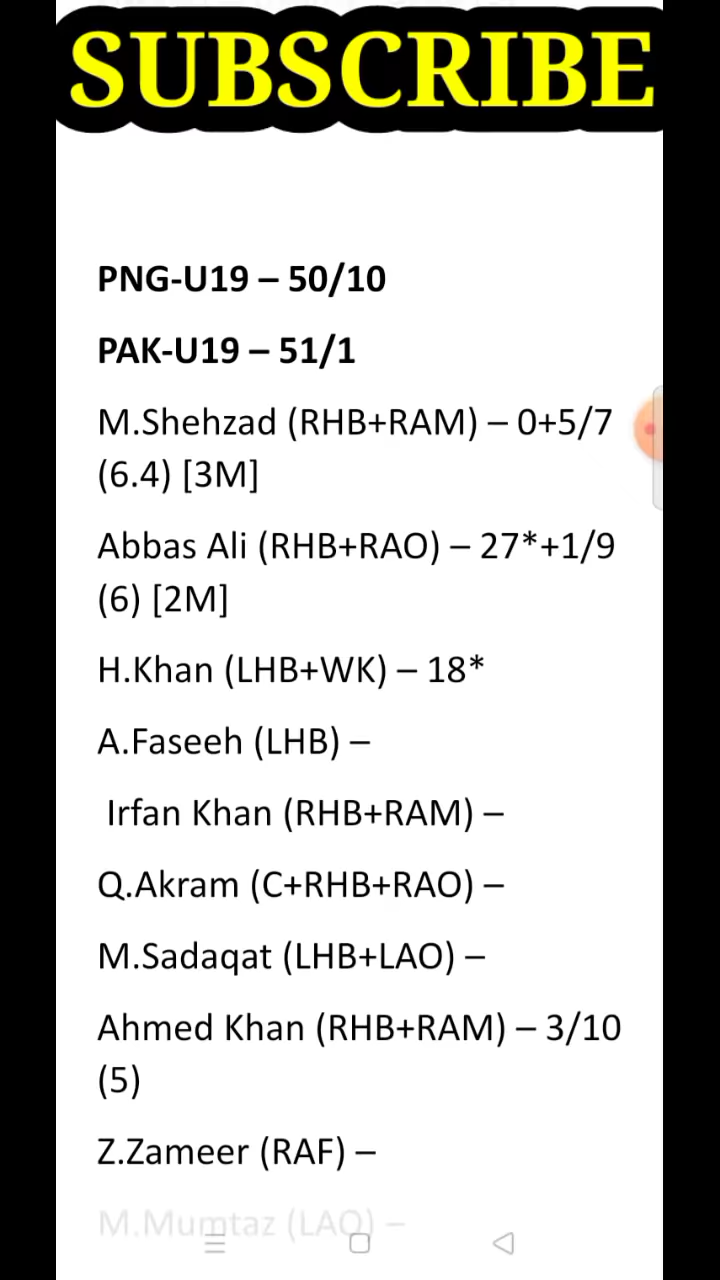 SUBSCRIBE
PNG-U19 – 50/10
PAK-U19 – 51/1
M.Shehzad (RHB+RAM) – 0+5/7
(6.4) [3M]
Abbas Ali (RHB+RAO) – 27*+1/9
(6) [2M]
H.Khan (LHB+WK) – 18*
A.Faseeh (LHB) –
Irfan Khan (RHB+RAM) –
Q.Akram (C+RHB+RAO) –
M.Sadaqat (LHB+LAO) –
Ahmed Khan (RHB+RAM) – 3/10
(5)
Z.Zameer (RAF) –
M.Mumtaz (LAO) –